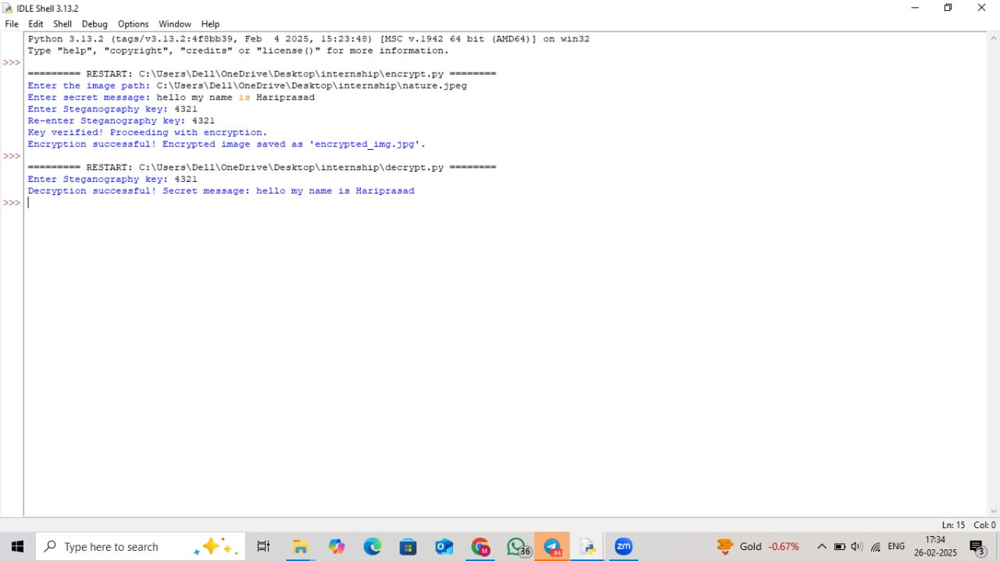 IDLE Shell 3.13.2
File Edit Shell Debug Options Window Help
Python 3.13.2 (tags/v3.13.2:4f8bb39, Feb  4 2025, 15:23:48) [MSC v.1942 64 bit (AMD64)] on win32
Type "help", "copyright", "credits" or "license()" for more information.
>>>
========= RESTART: C:\Users\Dell\OneDrive\Desktop\internship\encrypt.py ========
Enter the image path: C:\Users\Dell\OneDrive\Desktop\internship\nature.jpeg
Enter secret message: hello my name is Hariprasad
Enter Steganography key: 4321
Re-enter Steganography key: 4321
Key verified! Proceeding with encryption.
Encryption successful! Encrypted image saved as 'encrypted_img.jpg'.
>>>
========= RESTART: C:\Users\Dell\OneDrive\Desktop\internship\decrypt.py ========
Enter Steganography key: 4321
Decryption successful! Secret message: hello my name is Hariprasad
>>>
Ln: 15 Col: 0
Type here to search
M
36
86
zm
Gold -0.67%
ENG
17:34
26-02-2025
3